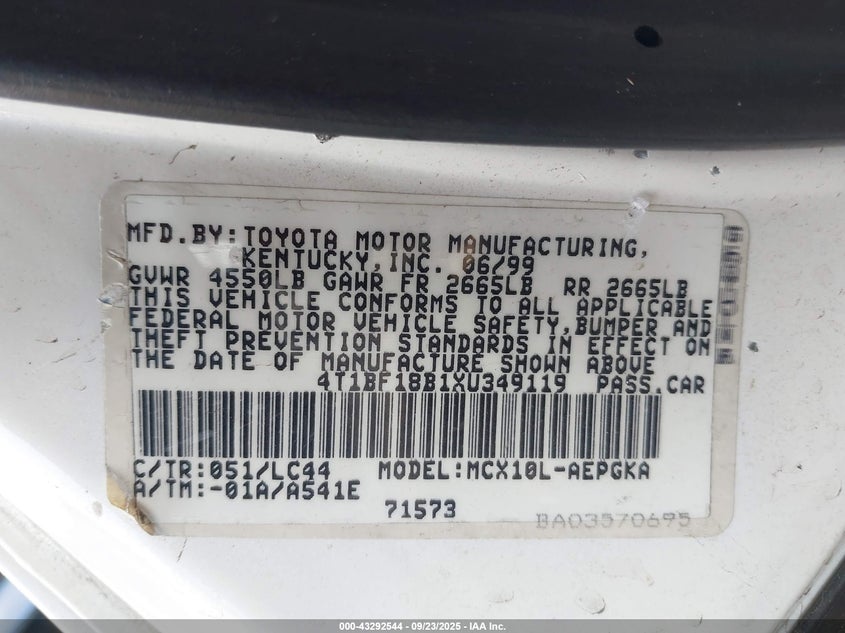 MFD.BY:TOYOTA MOTOR MANUFACTURING,
KENTUCKY,INC. 06/99
GVWR 4550LB GAWR FR 2665LB RR 2665LB
THIS VEHICLE CONFORMS TO ALL APPLICABLE
FEDERAL MOTOR VEHICLE SAFETY,BUMPER AND
THEFT PREVENTION STANDARDS IN EFFECT ON
THE DATE OF MANUFACTURE SHOWN ABOVE
4T1BF18B1XU349119 PASS.CAR
C/TR:051/LC44 MODEL:MCX10L-AEPGKA
A/TM:-01A/A541E
71573
BA03570695
000-43292544 - 09/23/2025 - IAA Inc.